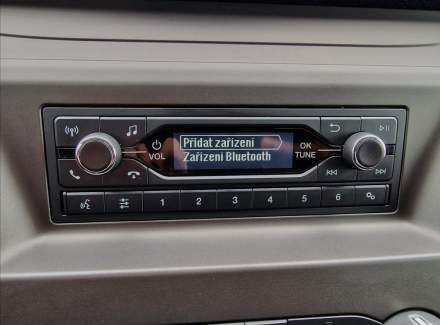 Přidat zařízení
Zařízení Bluetooth
VOL
OK
TUNE
1
2
3
4
5
6